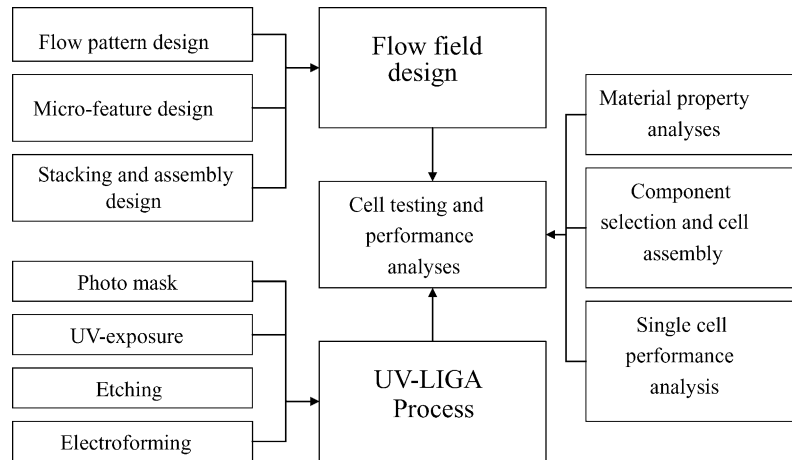 Flow pattern design
Micro-feature design
Stacking and assembly
design
Flow field
design
Cell testing and
performance
analyses
Material property
analyses
Component
selection and cell
assembly
Single cell
performance
analysis
Photo mask
UV-exposure
Etching
Electroforming
UV-LIGA
Process